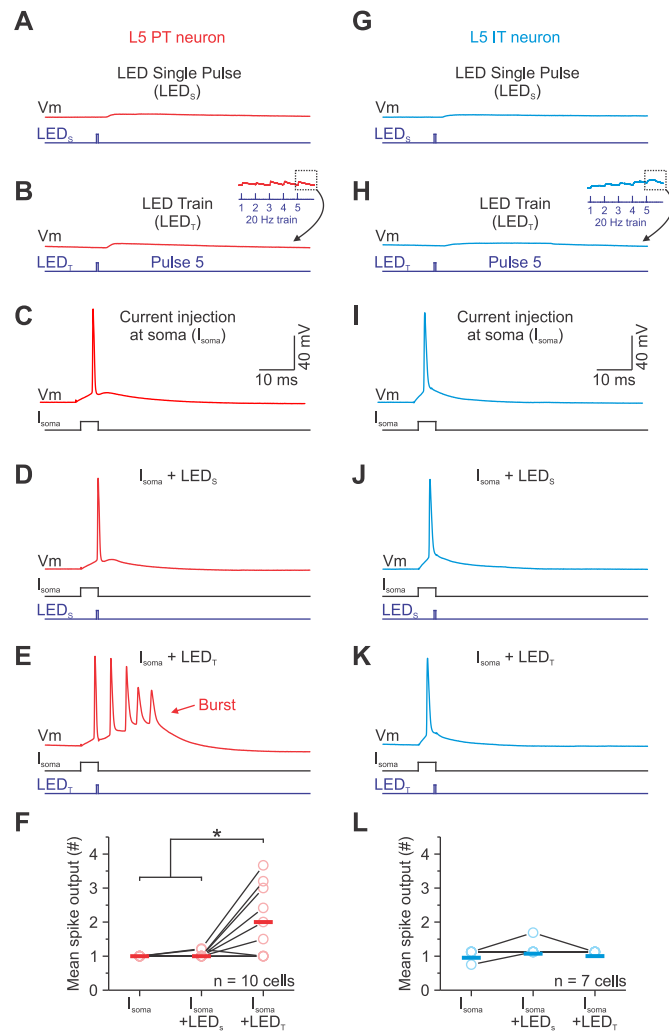 A
L5 PT neuron
LED Single Pulse
(LEDS)
Vm
LEDS
B
LED Train
(LEDT)
1 2 3 4 5
20 Hz train
Vm
LEDT
Pulse 5
C
Current injection
at soma (Isoma)
40 mV
10 ms
Vm
Isoma
D
Isoma + LEDS
Vm
Isoma
LEDS
E
Isoma + LEDT
Burst
Vm
Isoma
LEDT
F
*
Mean spike output (#)
4
3
2
1
0
n = 10 cells
Isoma
Isoma
+LEDs
Isoma
+LEDT
G
L5 IT neuron
LED Single Pulse
(LEDS)
Vm
LEDS
H
LED Train
(LEDT)
1 2 3 4 5
20 Hz train
Vm
LEDT
Pulse 5
I
Current injection
at soma (Isoma)
40 mV
10 ms
Vm
Isoma
J
Isoma + LEDS
Vm
Isoma
LEDS
K
Isoma + LEDT
Vm
Isoma
LEDT
L
Mean spike output (#)
4
3
2
1
0
n = 7 cells
Isoma
Isoma
+LEDs
Isoma
+LEDT